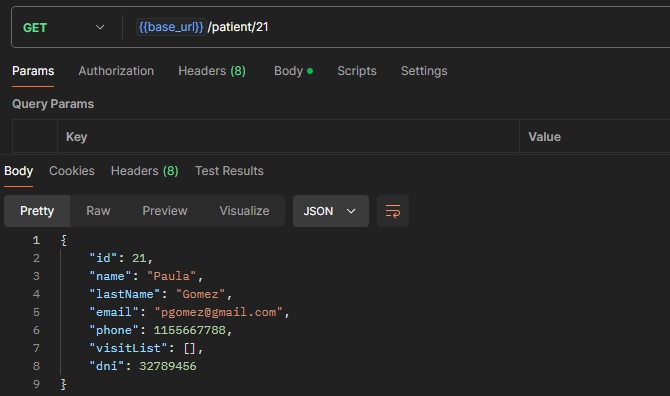 GET {{base_url}} /patient/21
Params Authorization Headers (8) Body Scripts Settings
Query Params
Key Value
Body Cookies Headers (8) Test Results
Pretty Raw Preview Visualize JSON
1 {
2 "id": 21,
3 "name": "Paula",
4 "lastName": "Gomez",
5 "email": "pgomez@gmail.com",
6 "phone": 1155667788,
7 "visitList": [],
8 "dni": 32789456
9 }